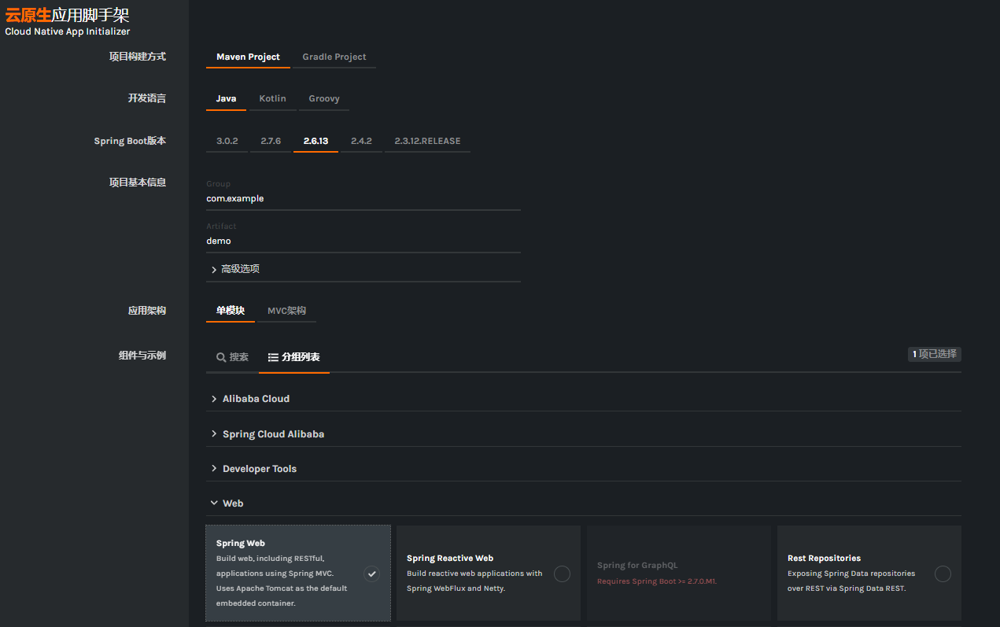 云原生应用脚手架
Cloud Native App Initializer
项目构建方式
Maven Project Gradle Project
开发语言
Java Kotlin Groovy
Spring Boot版本
3.0.2 2.7.6 2.6.13 2.4.2 2.3.12.RELEASE
项目基本信息
Group
com.example
Artifact
demo
高级选项
应用架构
单模块 MVC架构
组件与示例
搜索 分组列表 1 项已选择
Alibaba Cloud
Spring Cloud Alibaba
Developer Tools
Web
Spring Web
Build web, including RESTful,
applications using Spring MVC.
Uses Apache Tomcat as the default
embedded container.
Spring Reactive Web
Build reactive web applications with
Spring WebFlux and Netty.
Spring for GraphQL
Requires Spring Boot >= 2.7.0.M1.
Rest Repositories
Exposing Spring Data repositories
over REST via Spring Data REST.